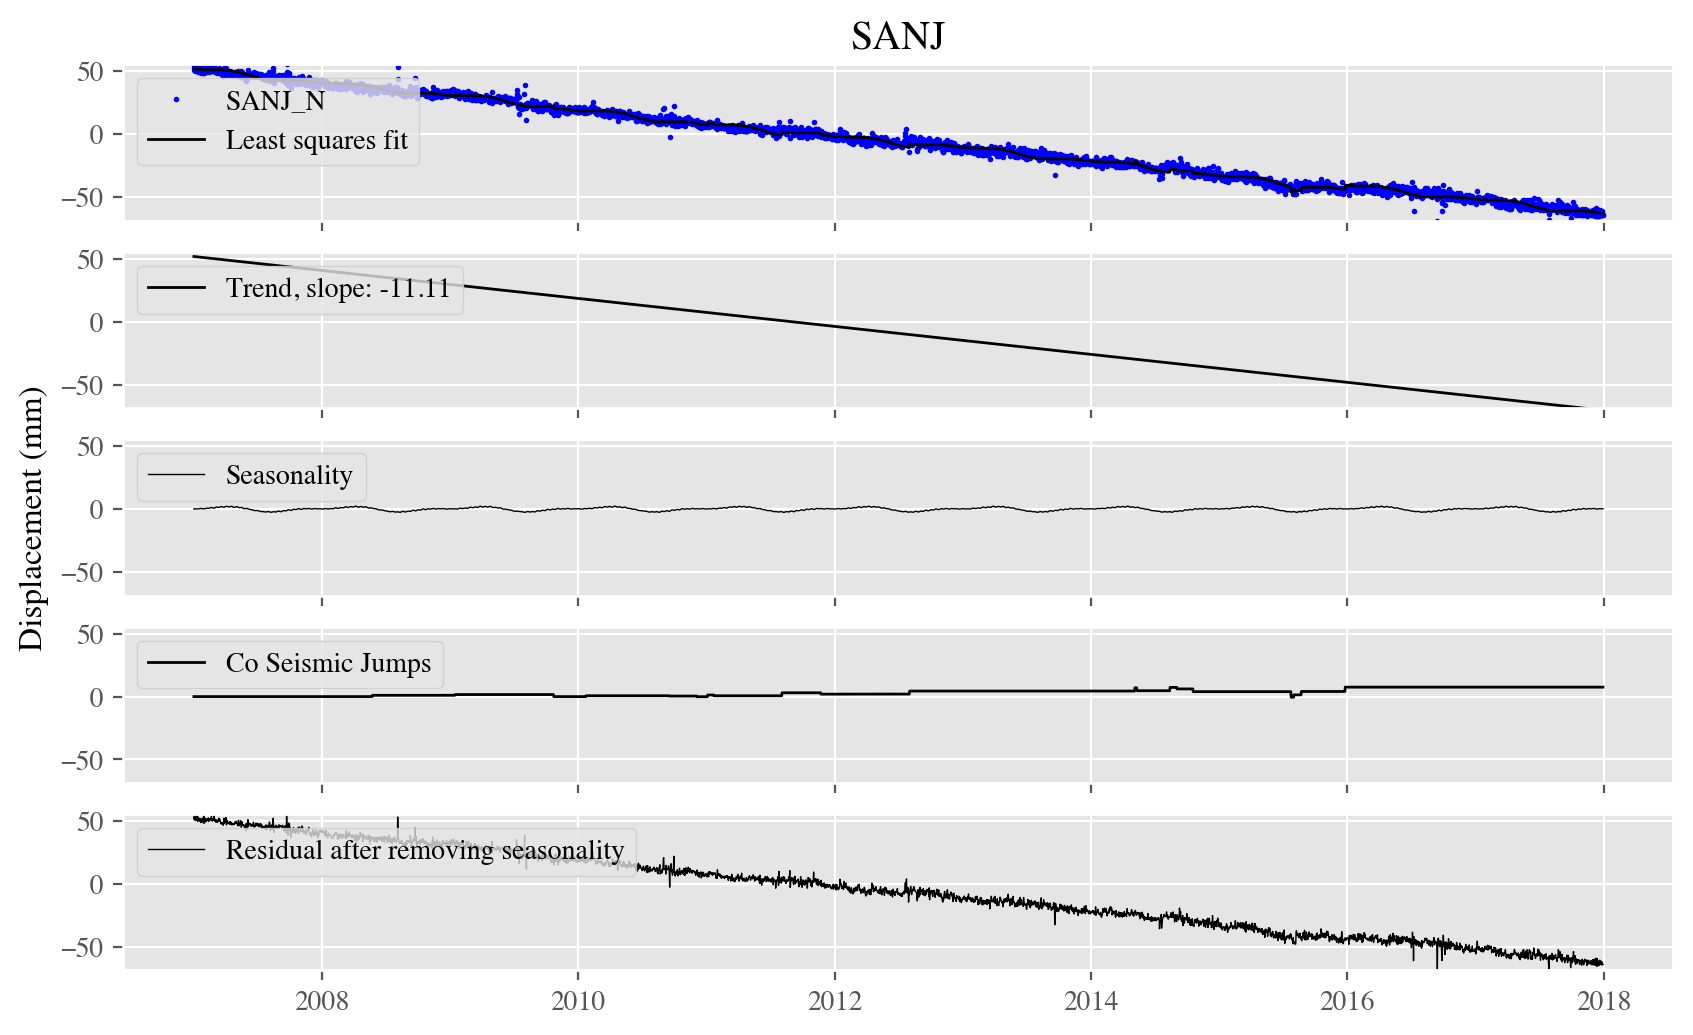 SANJ
50
0
−50
SANJ_N
Least squares fit
50
0
−50
Trend, slope: -11.11
50
0
−50
Seasonality
Displacement (mm)
50
0
−50
Co Seismic Jumps
50
0
−50
Residual after removing seasonality
2008 2010 2012 2014 2016 2018